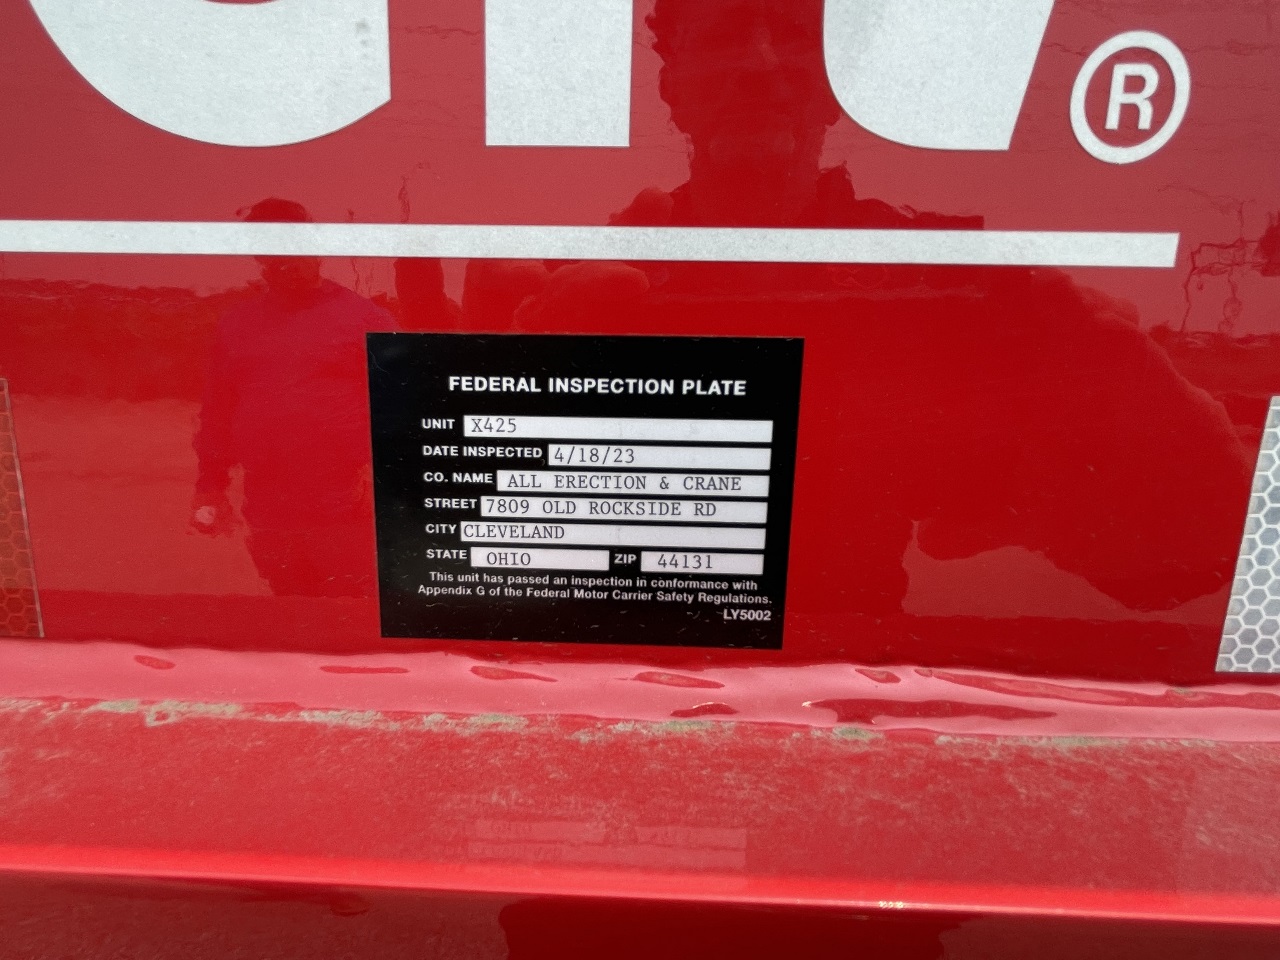 ®
FEDERAL INSPECTION PLATE
UNIT X425
DATE INSPECTED 4/18/23
CO. NAME ALL ERECTION & CRANE
STREET 7809 OLD ROCKSIDE RD
CITY CLEVELAND
STATE OHIO ZIP 44131
This unit has passed an inspection in conformance with
Appendix G of the Federal Motor Carrier Safety Regulations.
LY5002